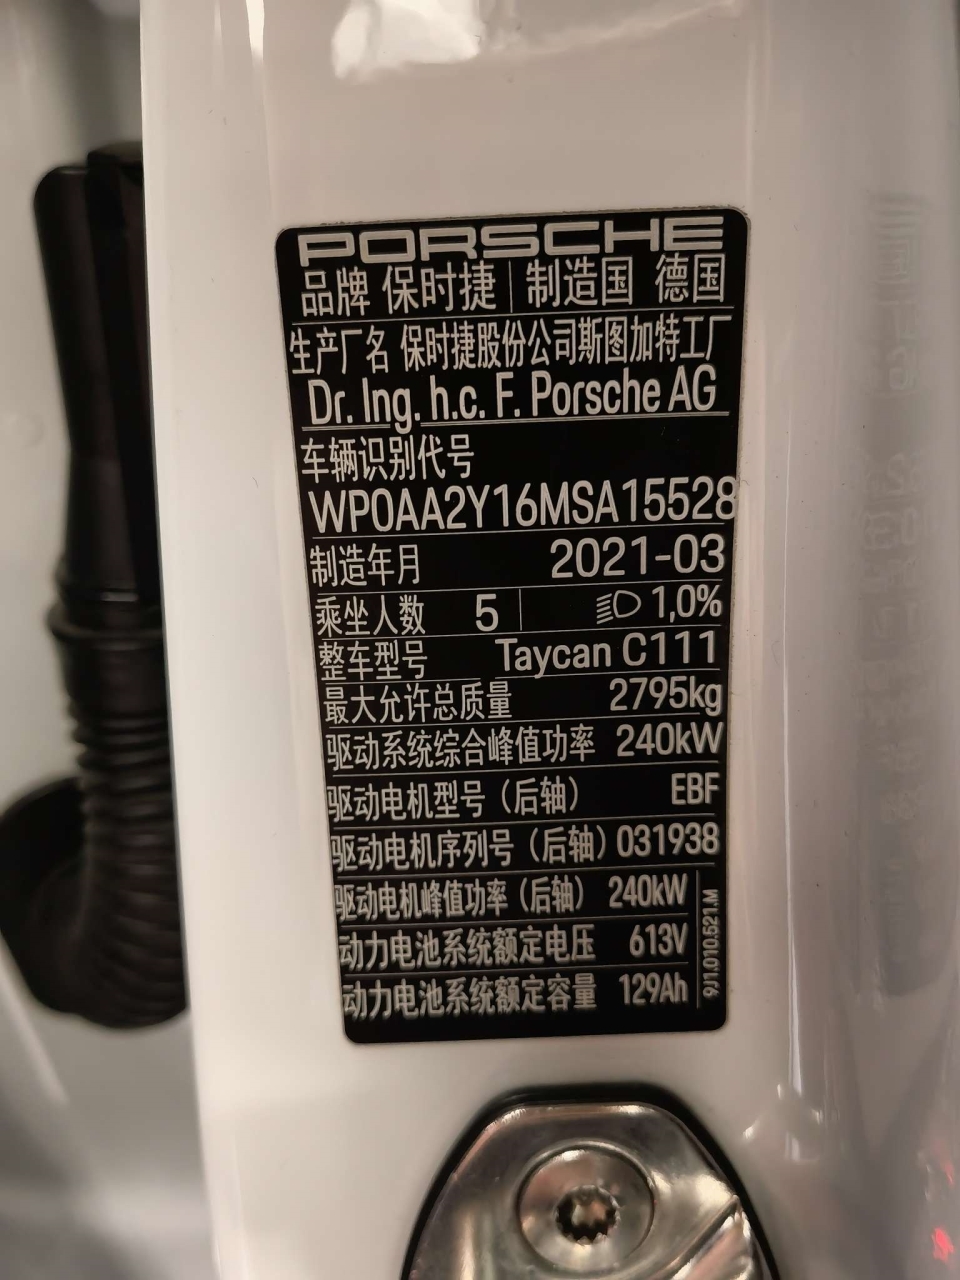 PORSCHE
品牌 保时捷 制造国 德国
生产厂名 保时捷股份公司斯图加特工厂
Dr. Ing. h.c. F. Porsche AG
车辆识别代号
WP0AA2Y16MSA15528
制造年月 2021-03
乘坐人数 5 1,0%
整车型号 Taycan C111
最大允许总质量 2795kg
驱动系统综合峰值功率 240kW
驱动电机型号（后轴） EBF
驱动电机序列号（后轴）031938
驱动电机峰值功率（后轴） 240kW
动力电池系统额定电压 613V
动力电池系统额定容量 129Ah
9J1.010.521.M